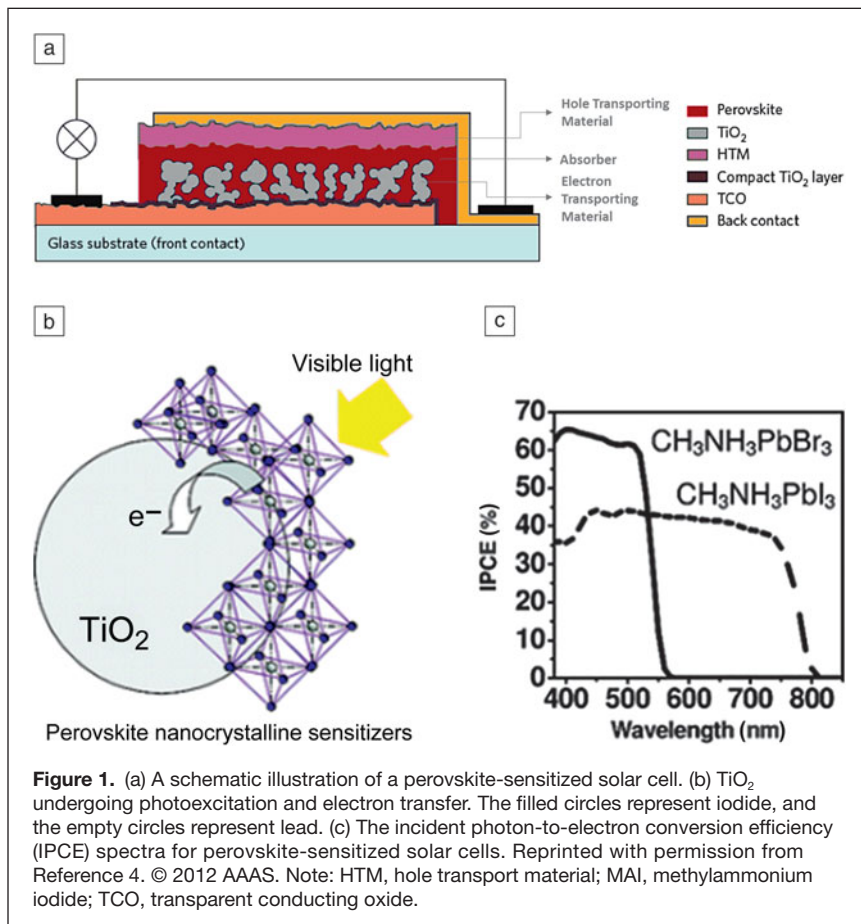 a
Hole Transporting
Material
Absorber
Electron
Transporting
Material
Perovskite
TiO₂
HTM
Compact TiO₂ layer
TCO
Back contact
Glass substrate (front contact)
b
Visible light
e−
TiO₂
Perovskite nanocrystalline sensitizers
c
70
60
50
40
30
20
10
0
IPCE (%)
CH₃NH₃PbBr₃
CH₃NH₃PbI₃
400 500 600 700 800
Wavelength (nm)
Figure 1. (a) A schematic illustration of a perovskite-sensitized solar cell. (b) TiO₂
undergoing photoexcitation and electron transfer. The filled circles represent iodide, and
the empty circles represent lead. (c) The incident photon-to-electron conversion efficiency
(IPCE) spectra for perovskite-sensitized solar cells. Reprinted with permission from
Reference 4. © 2012 AAAS. Note: HTM, hole transport material; MAI, methylammonium
iodide; TCO, transparent conducting oxide.